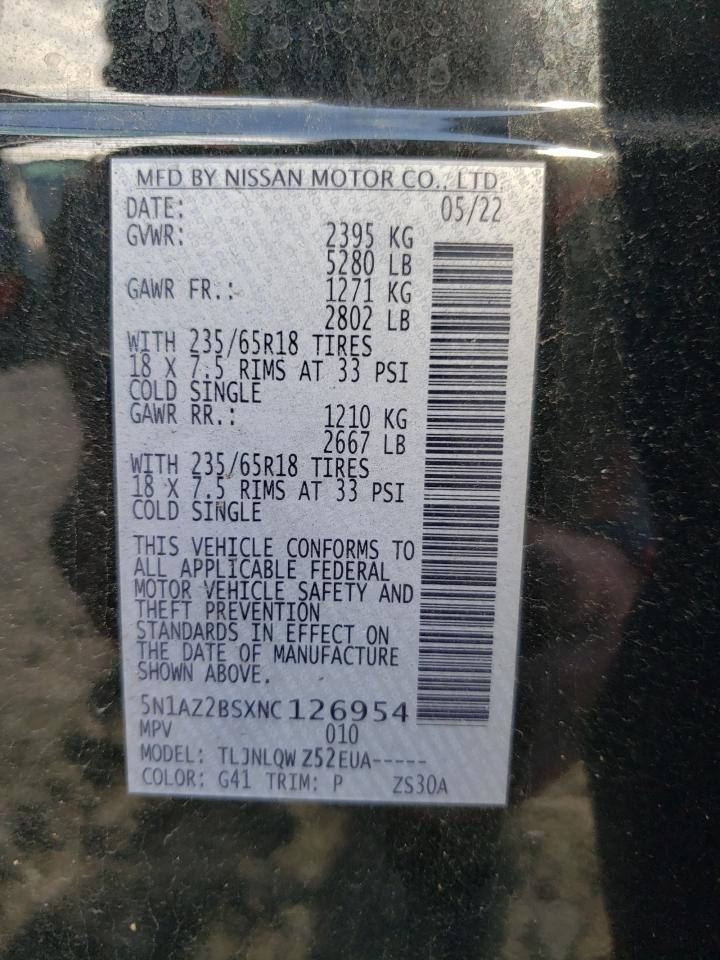 MFD BY NISSAN MOTOR CO., LTD.
DATE: 05/22
GVWR: 2395 KG
5280 LB
GAWR FR.: 1271 KG
2802 LB
WITH 235/65R18 TIRES
18 X 7.5 RIMS AT 33 PSI
COLD SINGLE
GAWR RR.: 1210 KG
2667 LB
WITH 235/65R18 TIRES
18 X 7.5 RIMS AT 33 PSI
COLD SINGLE
THIS VEHICLE CONFORMS TO
ALL APPLICABLE FEDERAL
MOTOR VEHICLE SAFETY AND
THEFT PREVENTION
STANDARDS IN EFFECT ON
THE DATE OF MANUFACTURE
SHOWN ABOVE.
5N1AZ2BSXNC126954
MPV 010
MODEL: TLJNLQW Z52EUA-----
COLOR: G41 TRIM: P ZS30A